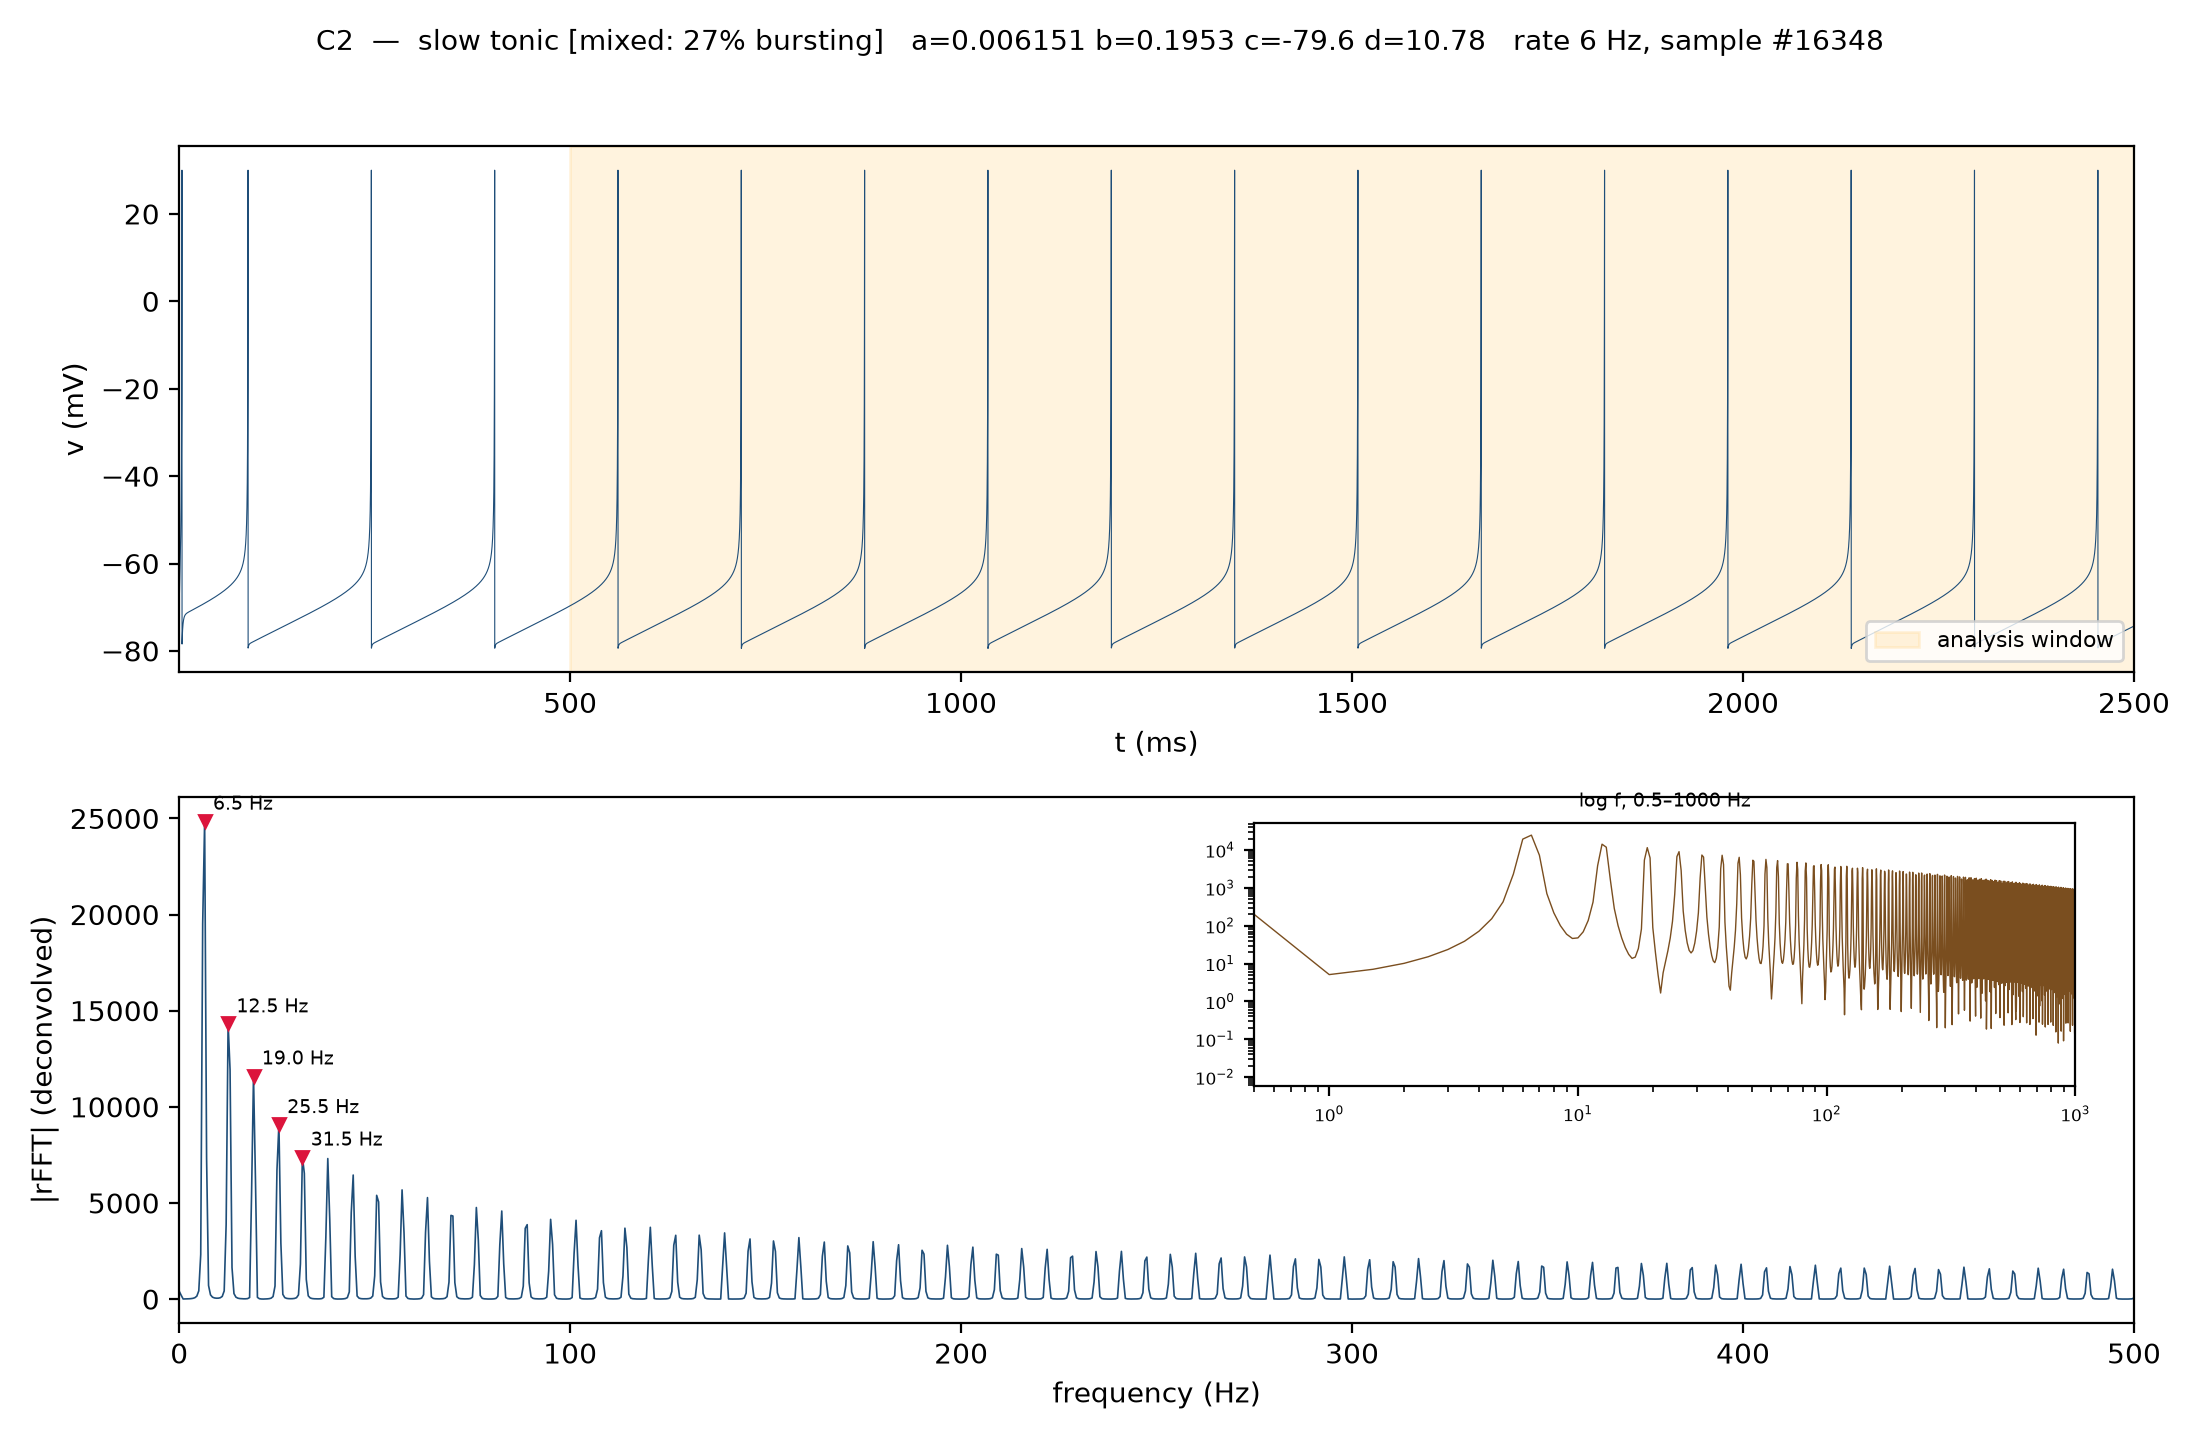 C2 — slow tonic [mixed: 27% bursting] a=0.006151 b=0.1953 c=-79.6 d=10.78 rate 6 Hz, sample #16348
20
0
−20
−40
−60
−80
v (mV)
analysis window
500
1000
1500
2000
2500
t (ms)
25000
20000
15000
10000
5000
0
|rFFT| (deconvolved)
6.5 Hz
12.5 Hz
19.0 Hz
25.5 Hz
31.5 Hz
log f, 0.5–1000 Hz
10⁴
10³
10²
10¹
10⁰
10⁻¹
10⁻²
10⁰
10¹
10²
10³
0
100
200
300
400
500
frequency (Hz)